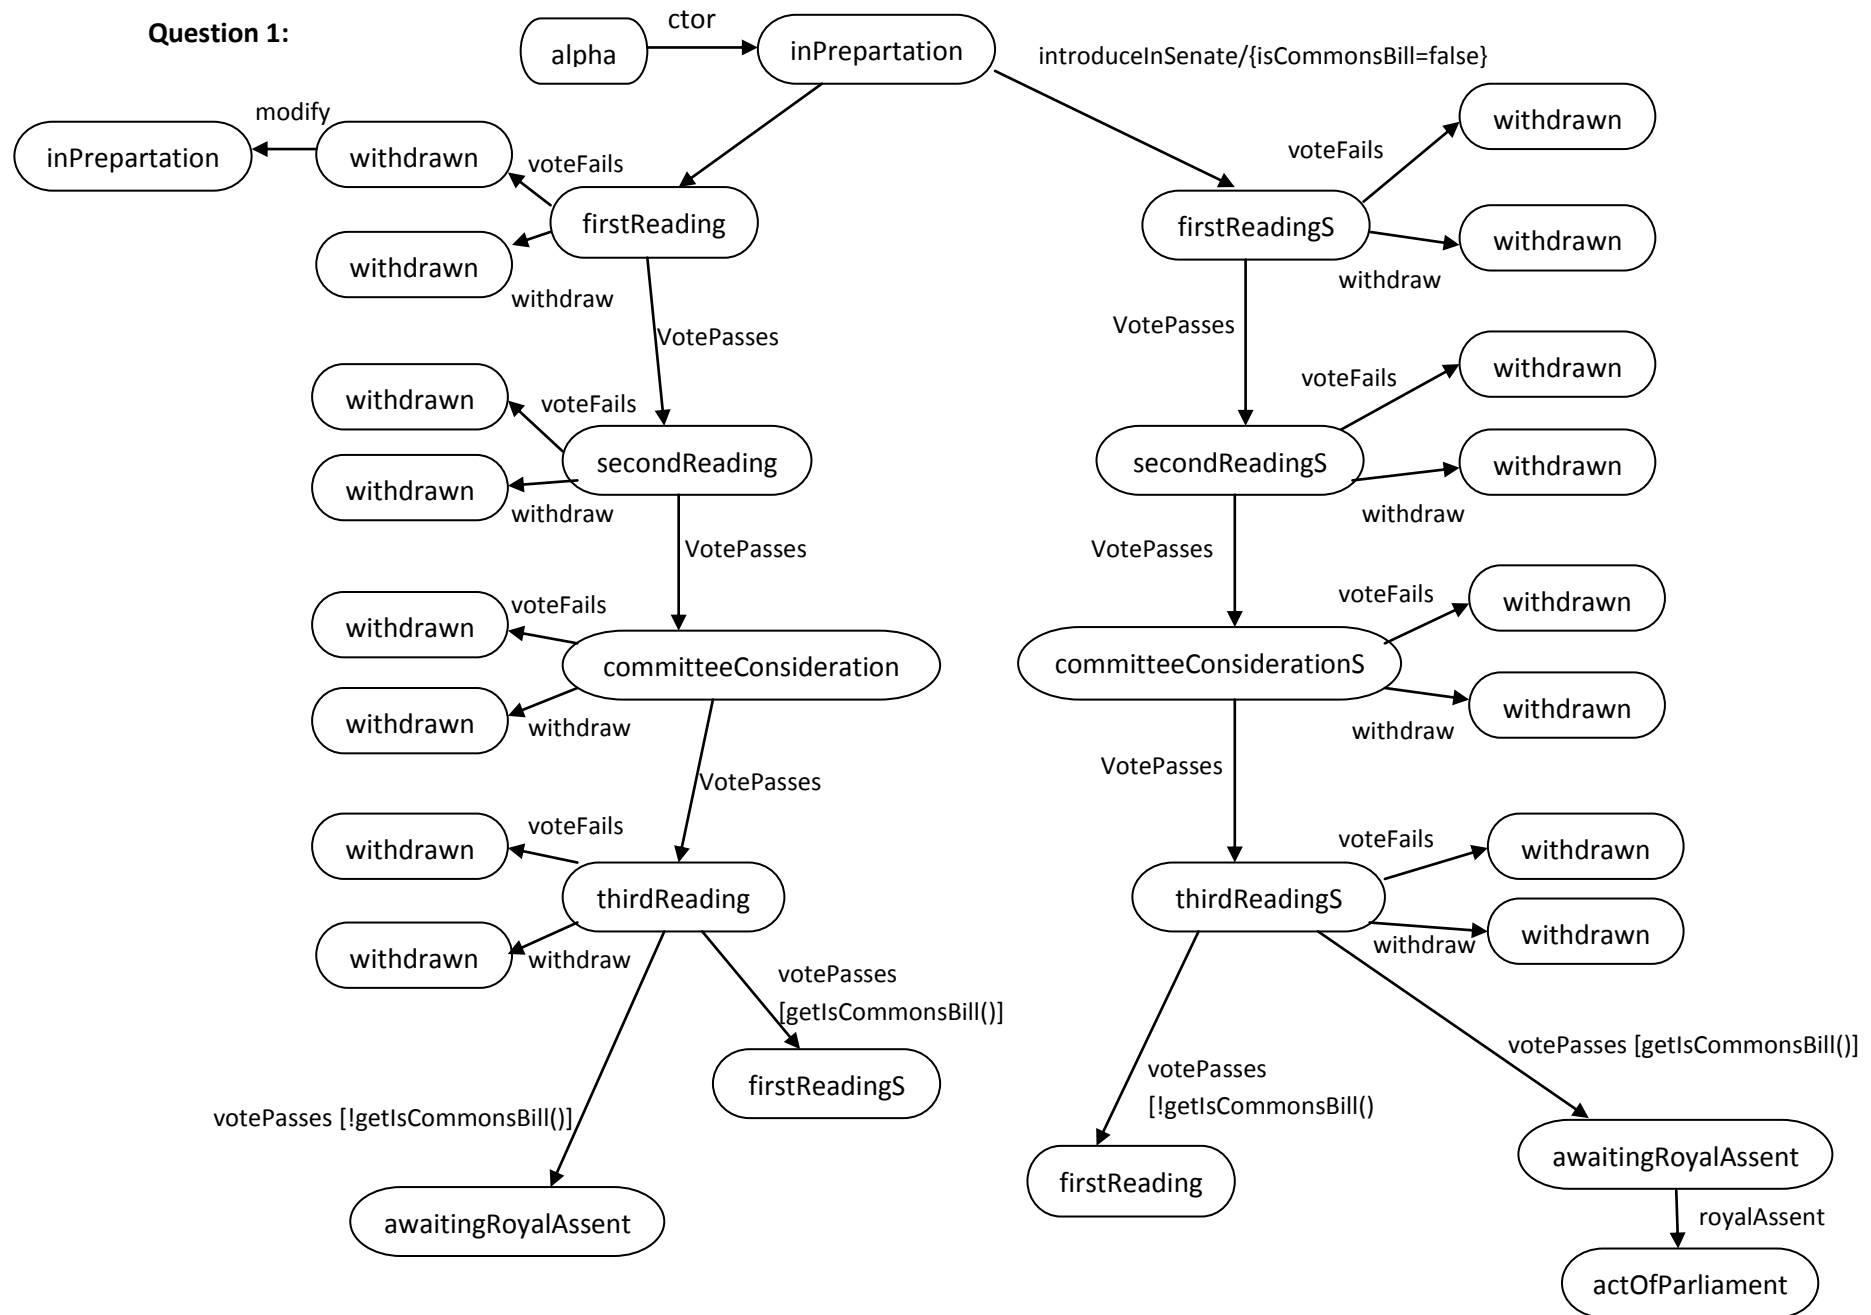 Question 1:
ctor
alpha
inPrepartation
introduceInSenate/{isCommonsBill=false}
modify
inPrepartation
withdrawn
voteFails
firstReading
withdrawn
withdraw
VotePasses
voteFails
withdrawn
firstReadingS
withdrawn
withdraw
VotePasses
withdrawn
voteFails
secondReading
withdrawn
withdraw
VotePasses
voteFails
withdrawn
secondReadingS
withdrawn
withdraw
VotePasses
withdrawn
voteFails
committeeConsideration
withdrawn
withdraw
VotePasses
voteFails
withdrawn
committeeConsiderationS
withdrawn
withdraw
VotePasses
withdrawn
voteFails
thirdReading
withdrawn
withdraw
votePasses
[getIsCommonsBill()]
firstReadingS
votePasses [!getIsCommonsBill()]
awaitingRoyalAssent
voteFails
withdrawn
thirdReadingS
withdrawn
withdraw
votePasses [getIsCommonsBill()]
votePasses
[!getIsCommonsBill()
firstReading
awaitingRoyalAssent
royalAssent
actOfParliament